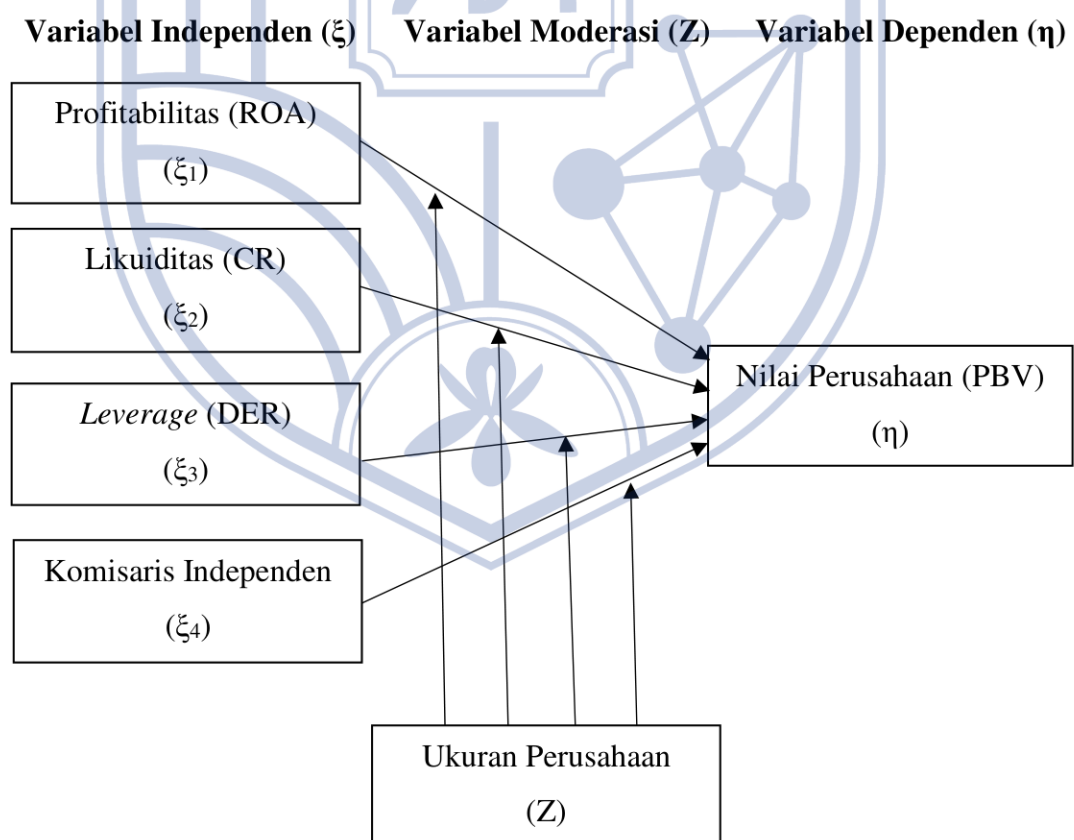 Variabel Independen (ξ) Variabel Moderasi (Z) Variabel Dependen (η)
Profitabilitas (ROA)
(ξ₁)
Likuiditas (CR)
(ξ₂)
Leverage (DER)
(ξ₃)
Komisaris Independen
(ξ₄)
Nilai Perusahaan (PBV)
(η)
Ukuran Perusahaan
(Z)